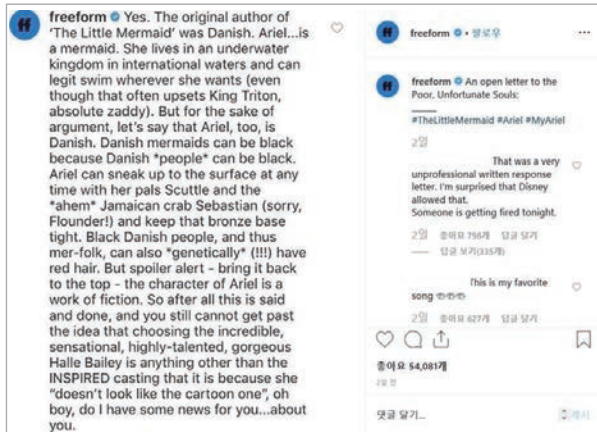 freeform Yes. The original author of
‘The Little Mermaid’ was Danish. Ariel...is
a mermaid. She lives in an underwater
kingdom in international waters and can
legit swim wherever she wants (even
though that often upsets King Triton,
absolute zaddy). But for the sake of
argument, let’s say that Ariel, too, is
Danish. Danish mermaids can be black
because Danish *people* can be black.
Ariel can sneak up to the surface at any
time with her pals Scuttle and the
*ahem* Jamaican crab Sebastian (sorry,
Flounder!) and keep that bronze base
tight. Black Danish people, and thus
mer-folk, can also *genetically* (!!!) have
red hair. But spoiler alert - bring it back
to the top - the character of Ariel is a
work of fiction. So after all this is said
and done, and you still cannot get past
the idea that choosing the incredible,
sensational, highly-talented, gorgeous
Halle Bailey is anything other than the
INSPIRED casting that it is because she
“doesn’t look like the cartoon one”, oh
boy, do I have some news for you...about
you.
freeform • 팔로우
freeform An open letter to the
Poor, Unfortunate Souls:
#TheLittleMermaid #Ariel #MyAriel
2일
That was a very
unprofessional written response
letter. I'm surprised that Disney
allowed that.
Someone is getting fired tonight.
2일 좋아요 756개 답글 달기
답글 보기(335개)
This is my favorite
song
2일 좋아요 627개 답글 달기
좋아요 54,081개
2일 전
댓글 달기...
게시